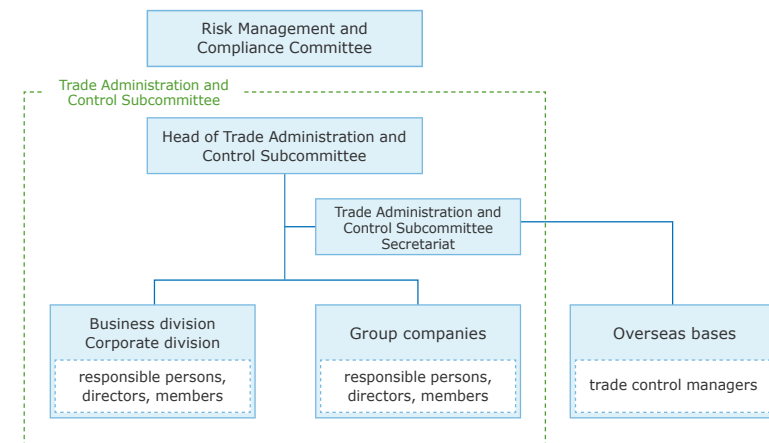 Risk Management and
Compliance Committee
Trade Administration and
Control Subcommittee
Head of Trade Administration and
Control Subcommittee
Trade Administration and
Control Subcommittee
Secretariat
Business division
Corporate division
responsible persons,
directors, members
Group companies
responsible persons,
directors, members
Overseas bases
trade control managers